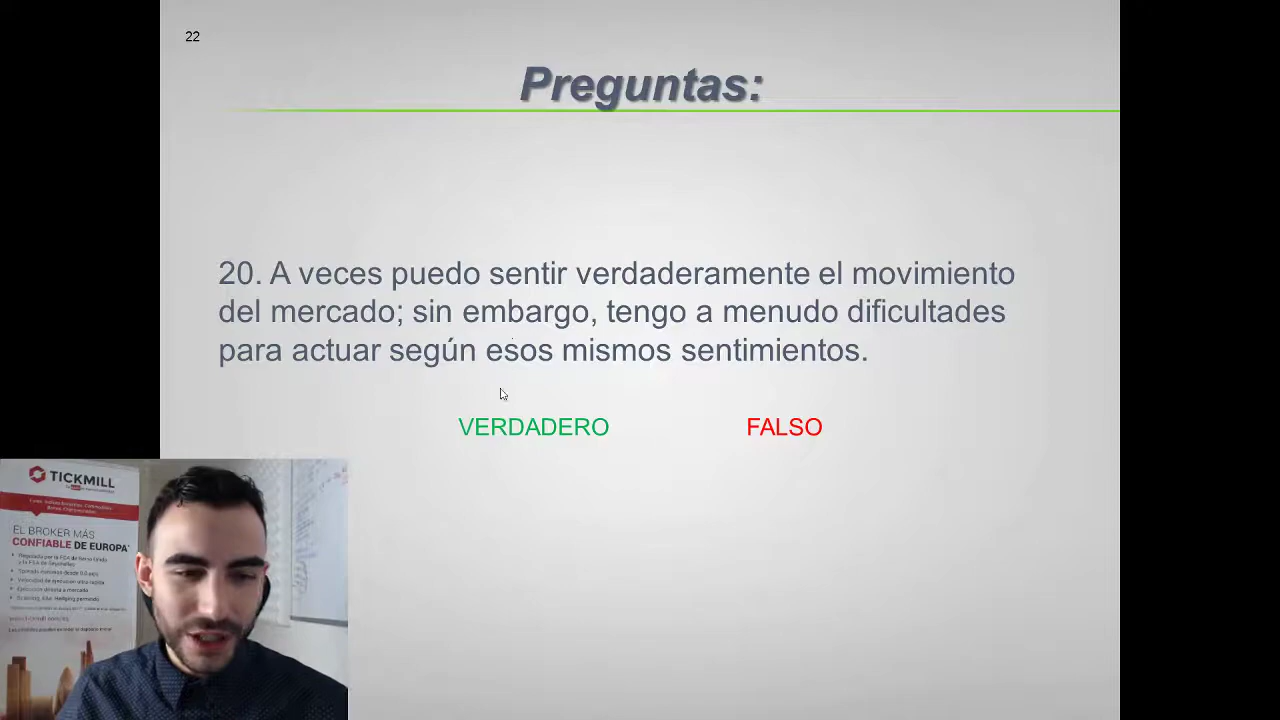 22
Preguntas:
20. A veces puedo sentir verdaderamente el movimiento
del mercado; sin embargo, tengo a menudo dificultades
para actuar según esos mismos sentimientos.
VERDADERO
FALSO
TICKMILL
EL BROKER MÁS
CONFIABLE DE EUROPA*